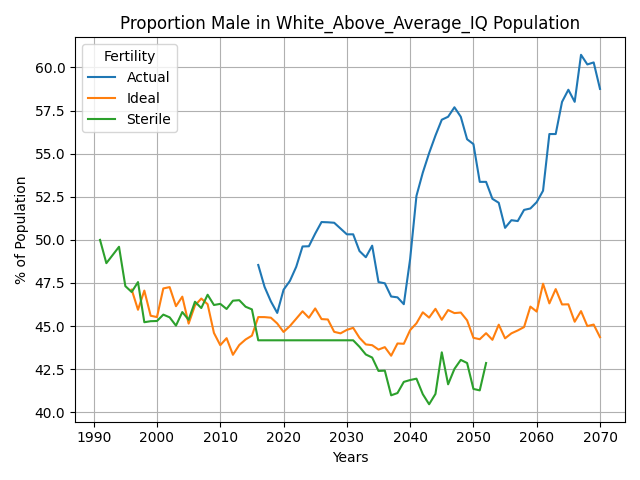 Proportion Male in White_Above_Average_IQ Population
Fertility
Actual
Ideal
Sterile
% of Population
60.0
57.5
55.0
52.5
50.0
47.5
45.0
42.5
40.0
1990 2000 2010 2020 2030 2040 2050 2060 2070
Years